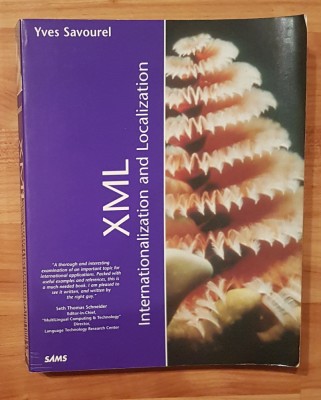 Yves Savourel
XML
Internationalization and Localization
"A thorough and interesting
examination of an important topic for
international applications. Packed with
useful examples and references, this is
a much needed book. I am pleased to
see it written, and written by
the right guy."
Seth Thomas Schneider
Editor-in-Chief,
"MultiLingual Computing & Technology"
Director,
Language Technology Research Center
SAMS